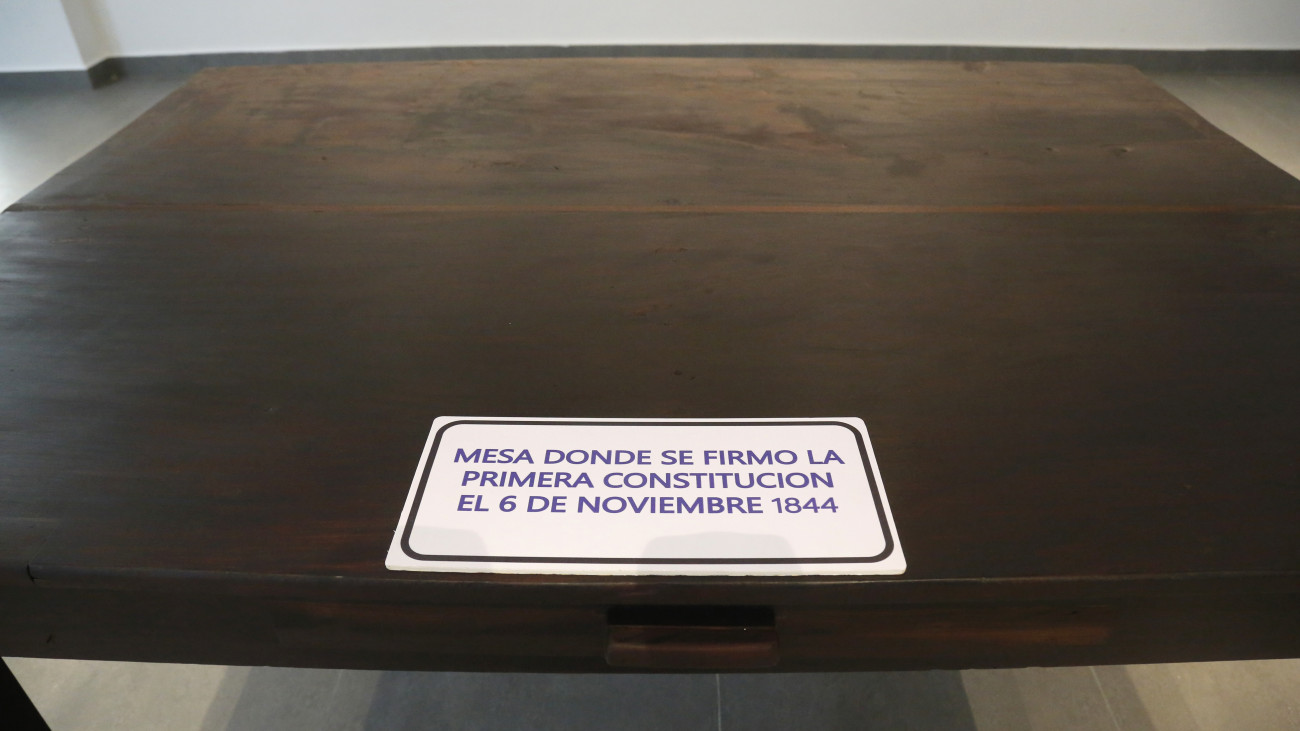 MESA DONDE SE FIRMO LA
PRIMERA CONSTITUCION
EL 6 DE NOVIEMBRE 1844